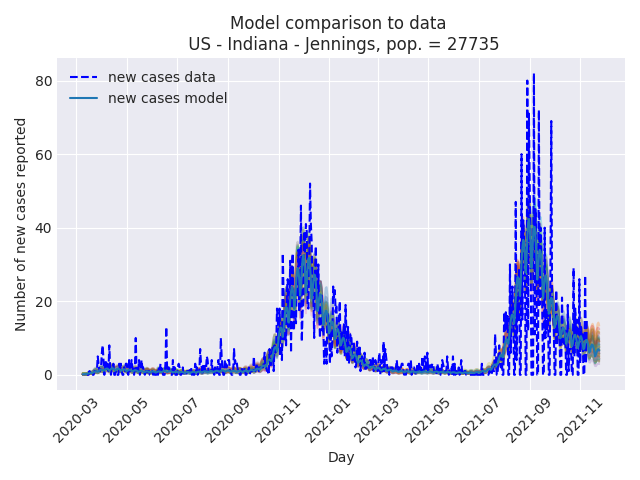 Model comparison to data
US - Indiana - Jennings, pop. = 27735
new cases data
new cases model
Number of new cases reported
80
60
40
20
0
2020-03
2020-05
2020-07
2020-09
2020-11
2021-01
2021-03
2021-05
2021-07
2021-09
2021-11
Day